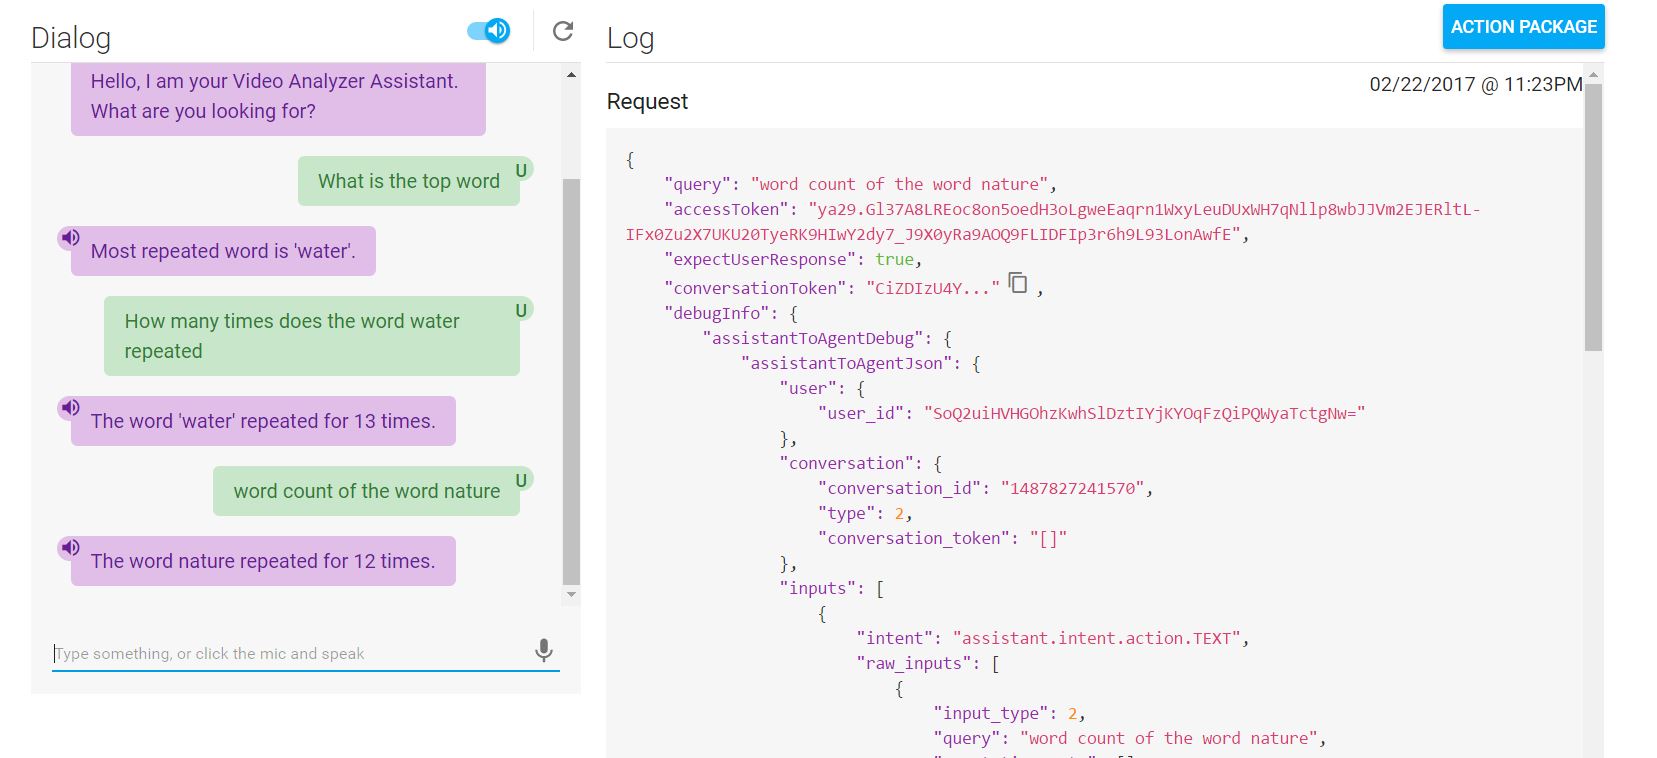 Dialog
Hello, I am your Video Analyzer Assistant.
What are you looking for?
U
What is the top word
Most repeated word is 'water'.
U
How many times does the word water
repeated
The word 'water' repeated for 13 times.
U
word count of the word nature
The word nature repeated for 12 times.
Type something, or click the mic and speak
Log
ACTION PACKAGE
02/22/2017 @ 11:23PM
Request
{
"query": "word count of the word nature",
"accessToken": "ya29.Gl37A8LREoc8on5oedH3oLgweEaqrn1WxyLeuDUxWH7qNllp8wbJJVm2EJERltL-
IFx0Zu2X7UKU20TyeRK9HIwY2dy7_J9X0yRa9AOQ9FLIDFIp3r6h9L93LonAwfE",
"expectUserResponse": true,
"conversationToken": "CiZDIzU4Y..." ,
"debugInfo": {
"assistantToAgentDebug": {
"assistantToAgentJson": {
"user": {
"user_id": "SoQ2uiHVHGOhzKwhSlDztIYjKYOqFzQiPQWyaTctgNw="
},
"conversation": {
"conversation_id": "1487827241570",
"type": 2,
"conversation_token": "[]"
},
"inputs": [
{
"intent": "assistant.intent.action.TEXT",
"raw_inputs": [
{
"input_type": 2,
"query": "word count of the word nature",